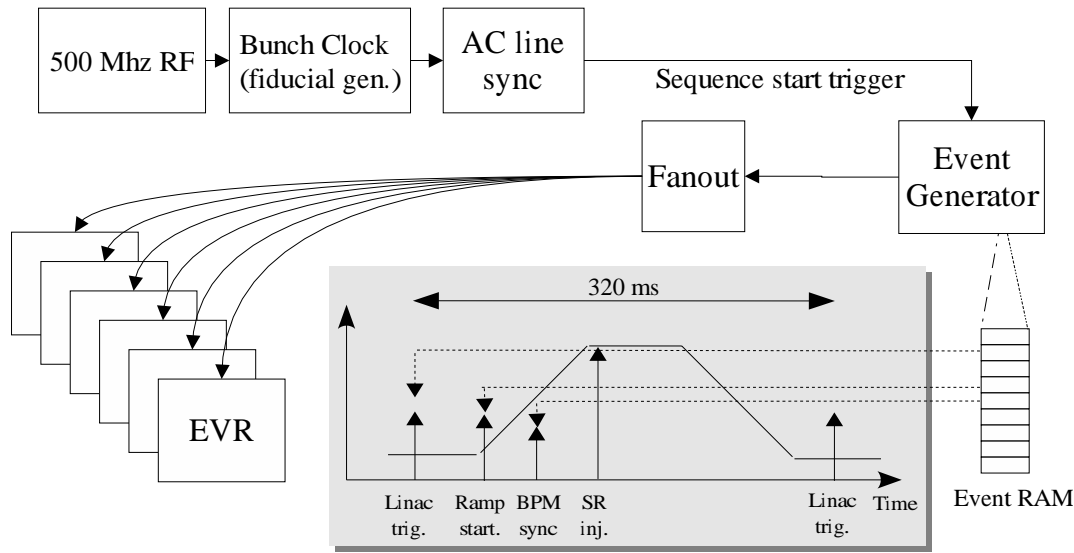 500 Mhz RF
Bunch Clock
(fiducial gen.)
AC line
sync
Sequence start trigger
Event
Generator
Fanout
EVR
320 ms
Linac
trig.
Ramp
start.
BPM
sync
SR
inj.
Linac
trig.
Time
Event RAM